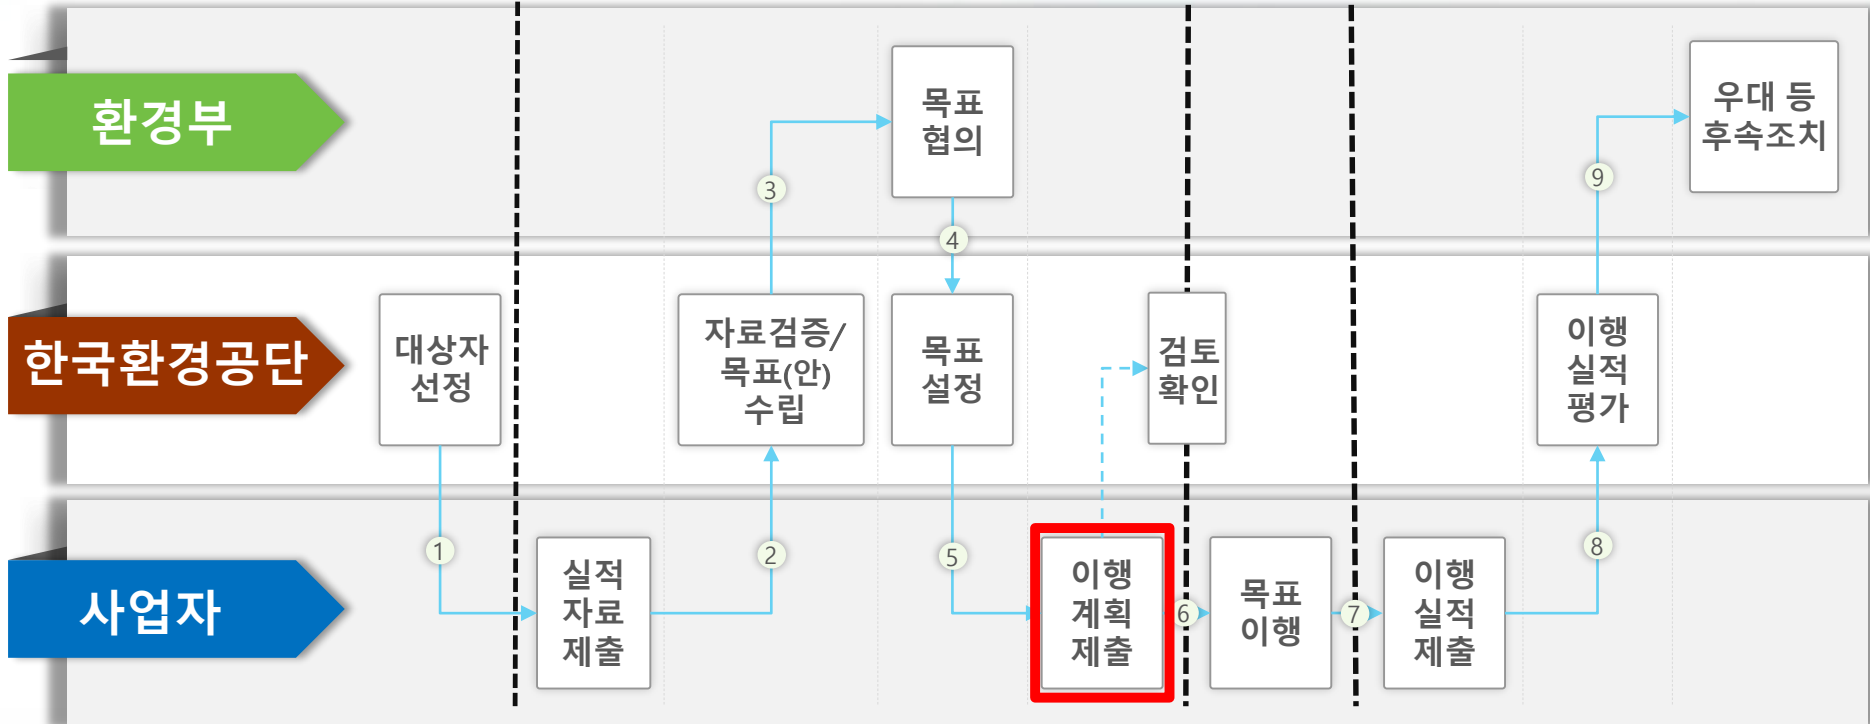 환경부
목표
협의
우대 등
후속조치
3
9
4
한국환경공단
대상자
선정
자료검증/
목표(안)
수립
목표
설정
검토
확인
이행
실적
평가
1
2
5
8
사업자
실적
자료
제출
이행
계획
제출
6
목표
이행
7
이행
실적
제출